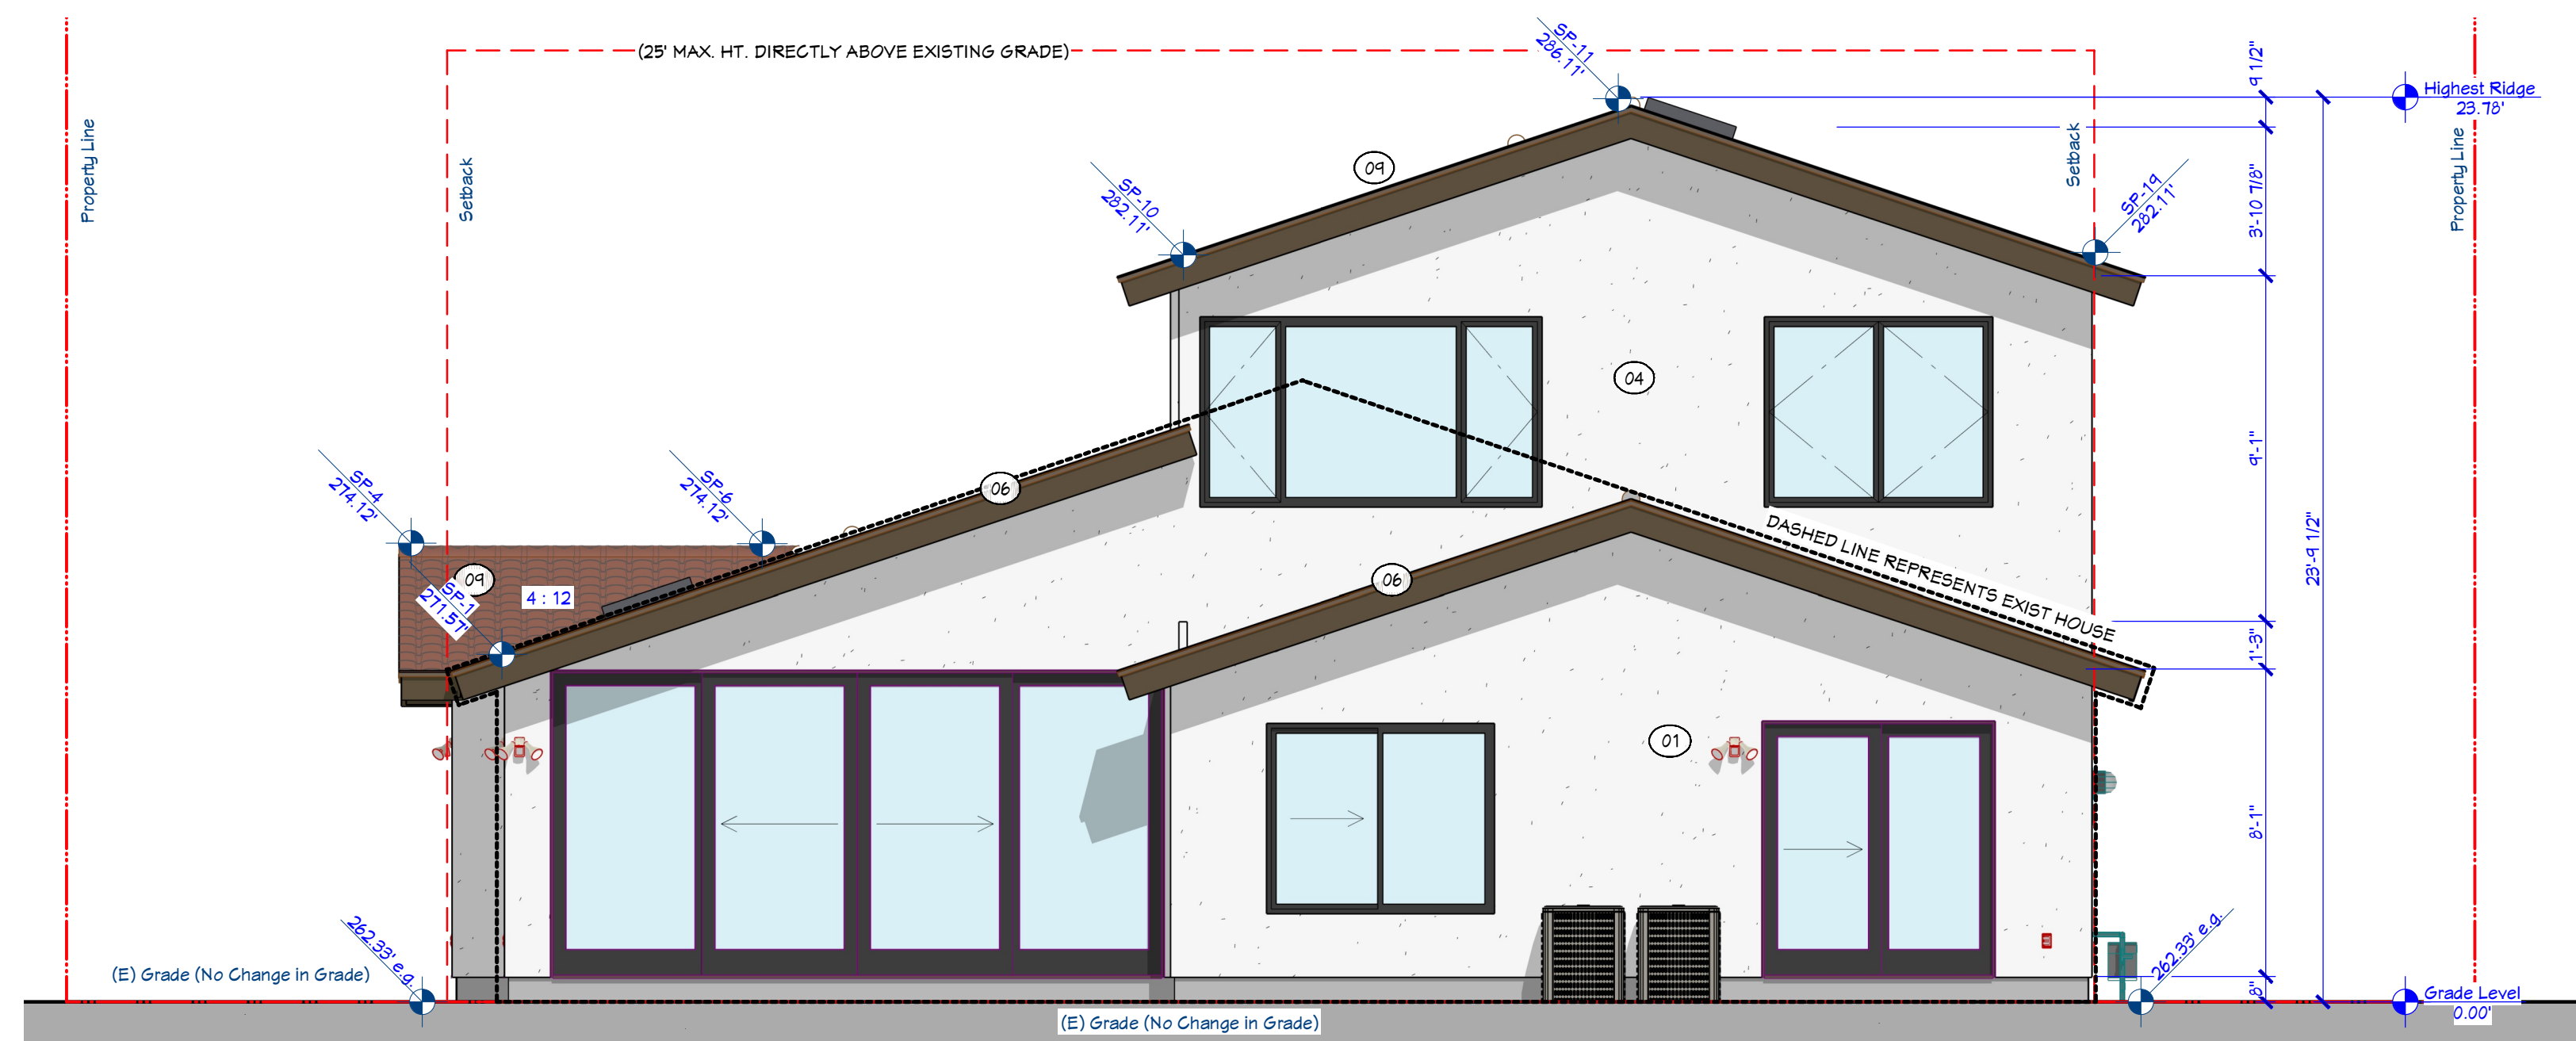 (25' MAX. HT. DIRECTLY ABOVE EXISTING GRADE)
SP-11
286.11'
9 1/2"
Highest Ridge
23.78'
Property Line
Setback
Setback
Property Line
09
SP-10
282.11'
SP-19
282.11'
3'-10 7/8"
04
9'-1"
SP-4
274.12'
SP-6
274.12'
06
DASHED LINE REPRESENTS EXIST HOUSE
23'-9 1/2"
09
SP-1
271.57'
4 : 12
06
1'-3"
01
8'-1"
262.33' e.g.
262.33' e.g.
(E) Grade (No Change in Grade)
8"
Grade Level
0.00'
(E) Grade (No Change in Grade)